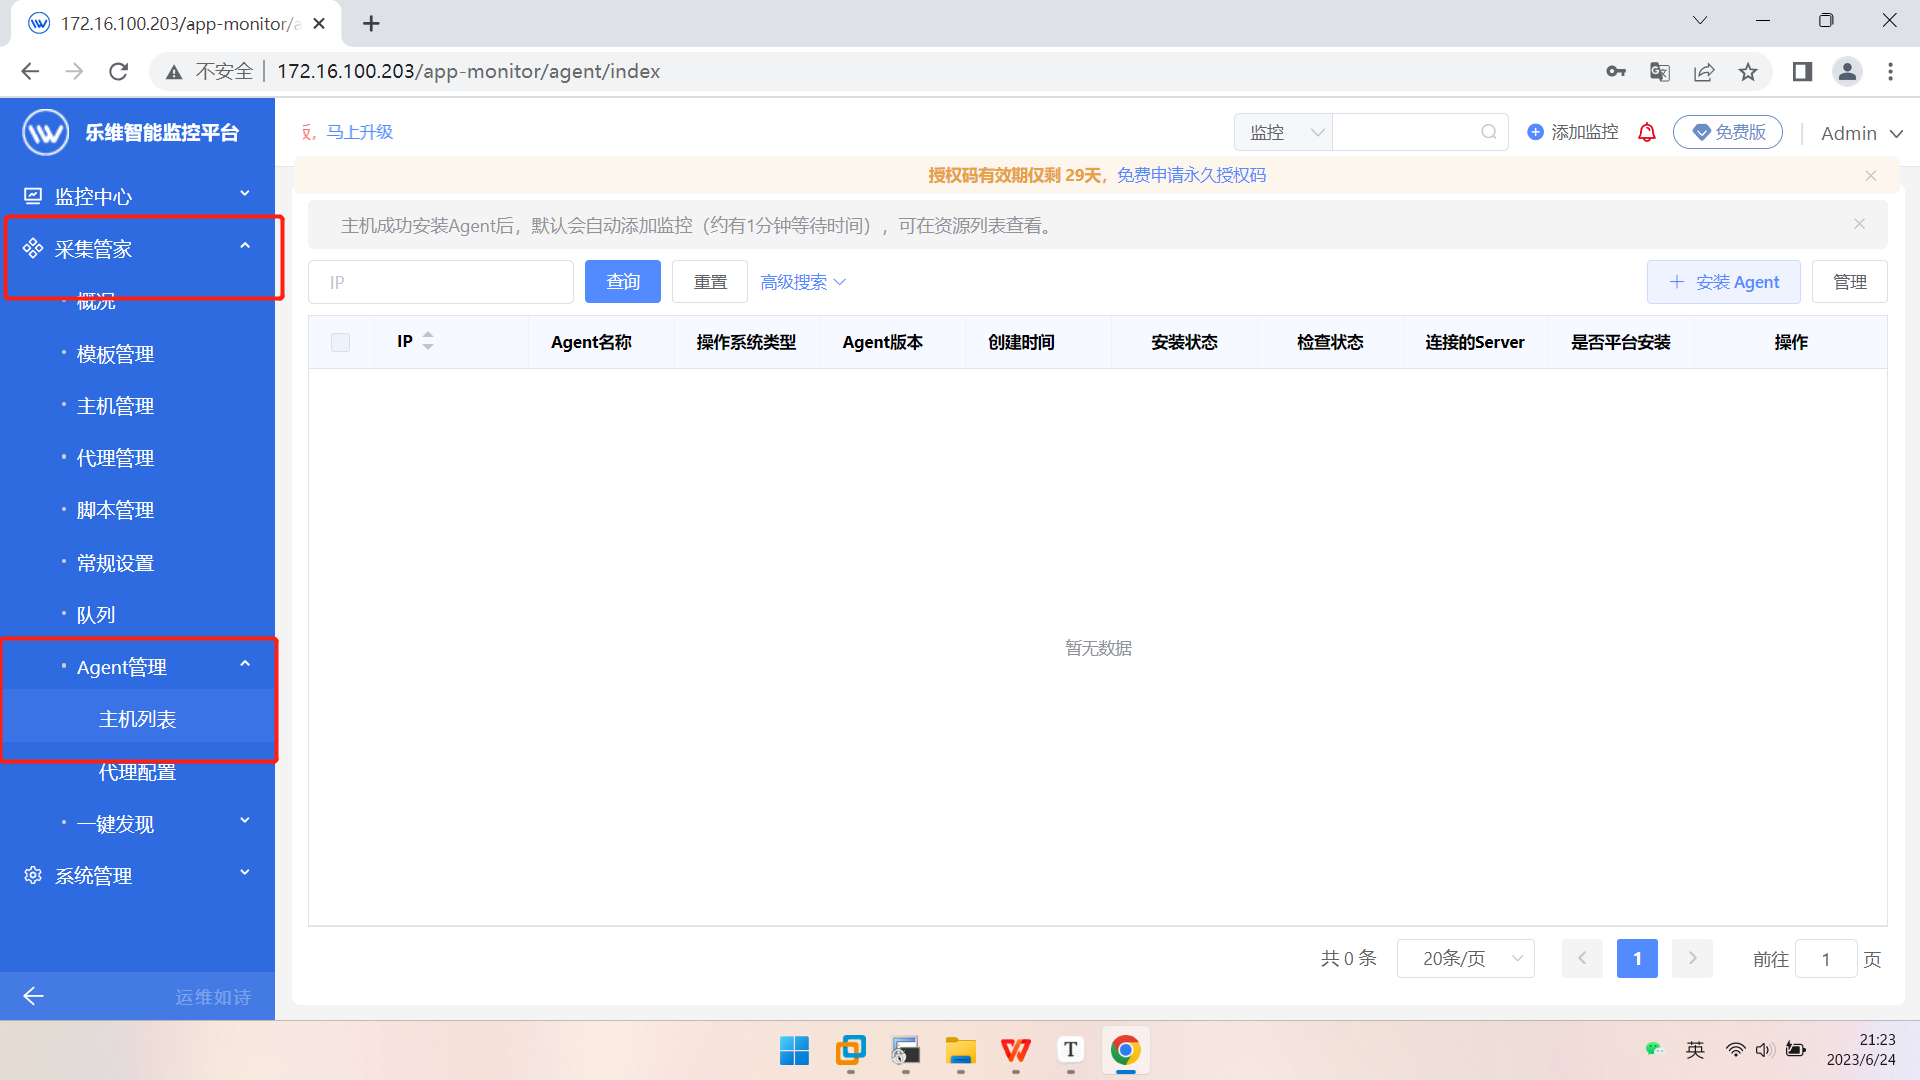 172.16.100.203/app-monitor/a
不安全
172.16.100.203/app-monitor/agent/index
乐维智能监控平台
马上升级
监控
添加监控
免费版
Admin
授权码有效期仅剩 29天，免费申请永久授权码
主机成功安装Agent后，默认会自动添加监控（约有1分钟等待时间），可在资源列表查看。
IP
查询
重置
高级搜索
安装 Agent
管理
IP
Agent名称
操作系统类型
Agent版本
创建时间
安装状态
检查状态
连接的Server
是否平台安装
操作
暂无数据
共 0 条
20条/页
1
前往 1 页
监控中心
采集管家
概况
模板管理
主机管理
代理管理
脚本管理
常规设置
队列
Agent管理
主机列表
代理配置
一键发现
系统管理
运维如诗
英
21:23
2023/6/24